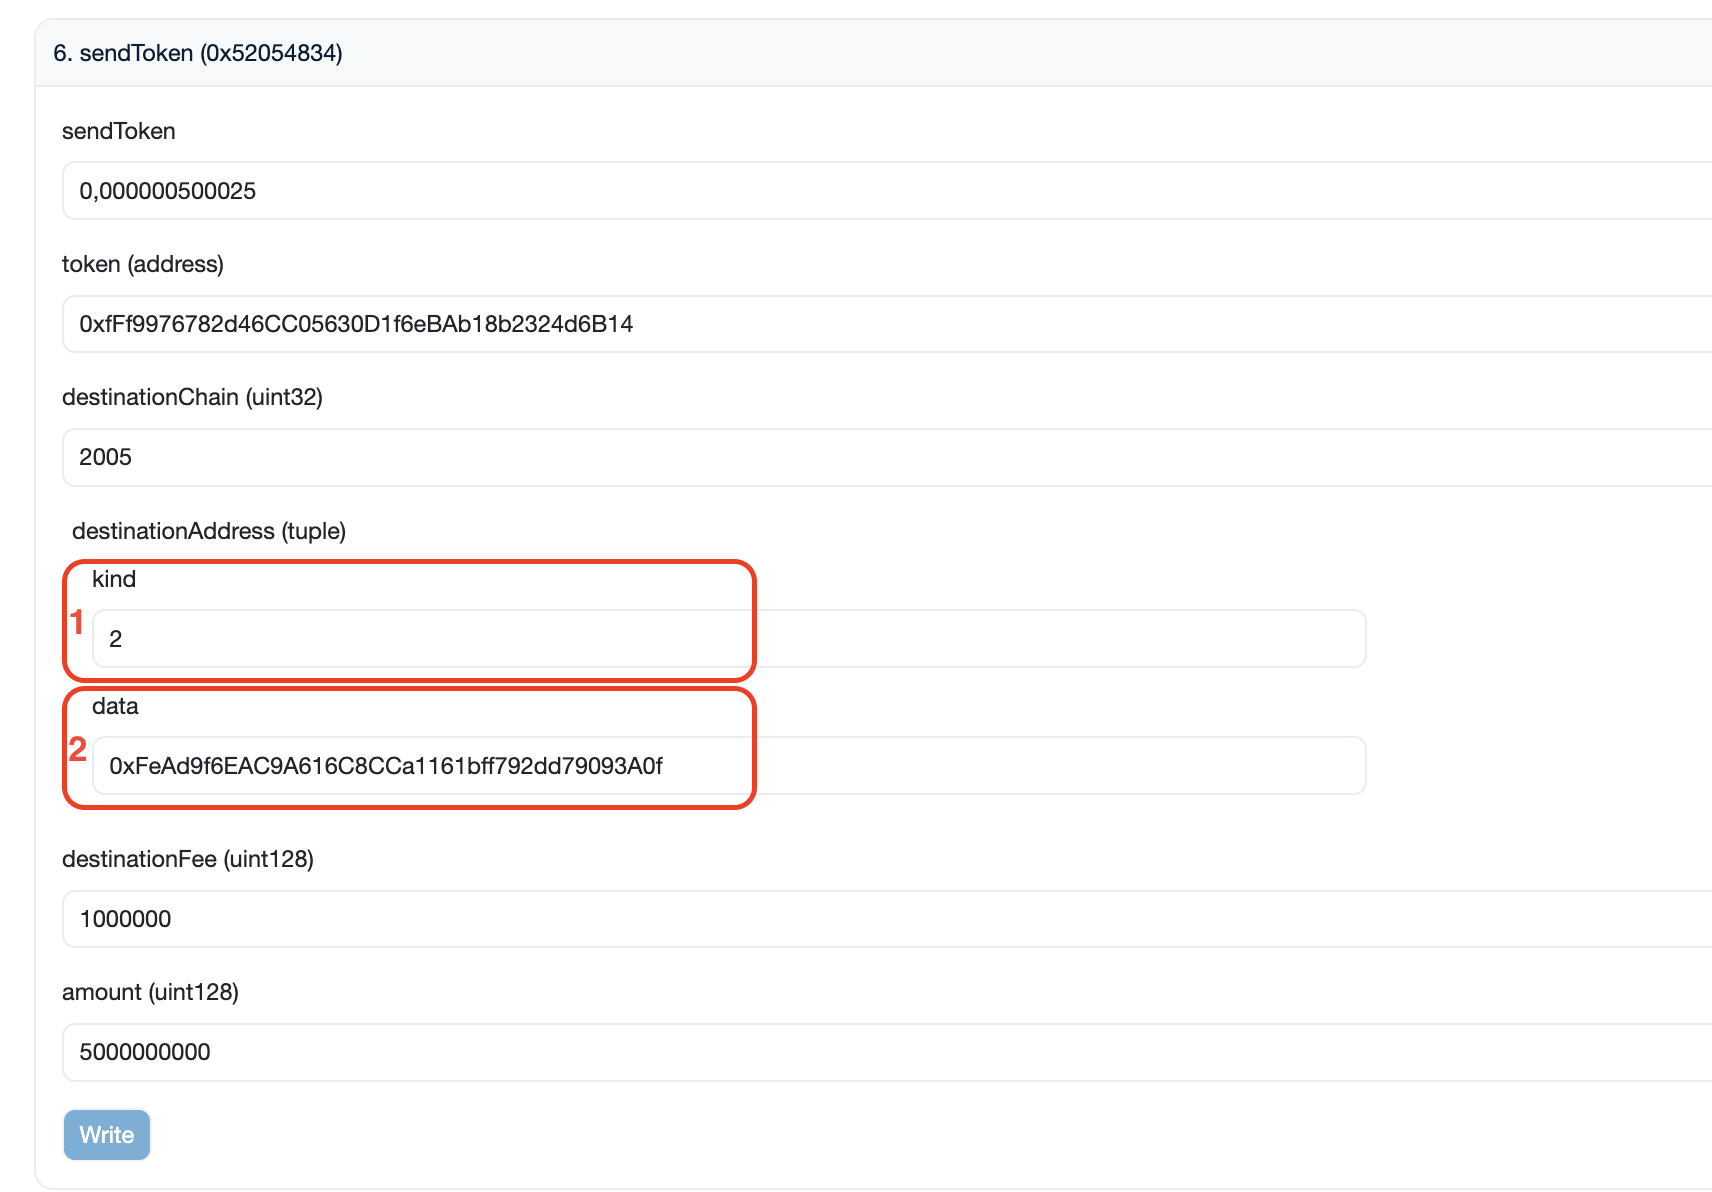 6. sendToken (0x52054834)
sendToken
0,000000500025
token (address)
0xfFf9976782d46CC05630D1f6eBAb18b2324d6B14
destinationChain (uint32)
2005
destinationAddress (tuple)
kind
1
2
data
2
0xFeAd9f6EAC9A616C8CCa1161bff792dd79093A0f
destinationFee (uint128)
1000000
amount (uint128)
5000000000
Write